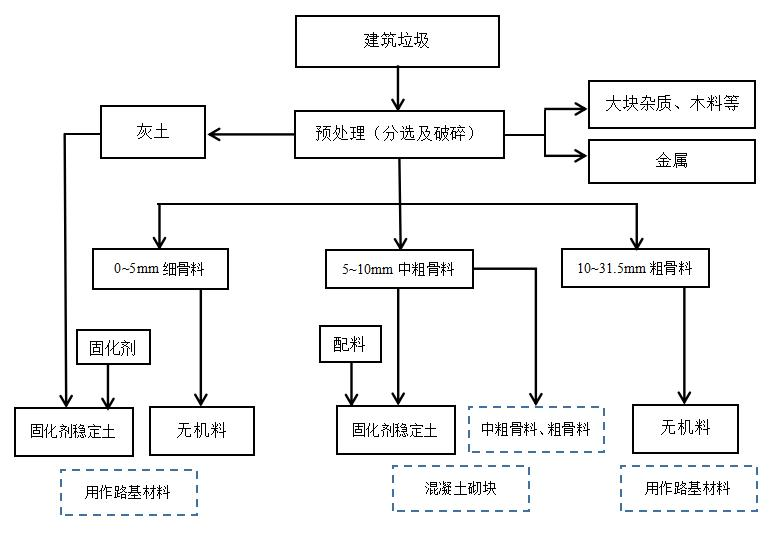 建筑垃圾
灰土
预处理（分选及破碎）
大块杂质、木料等
金属
0~5mm 细骨料
5~10mm 中粗骨料
10~31.5mm 粗骨料
固化剂
配料
固化剂稳定土
无机料
固化剂稳定土
中粗骨料、粗骨料
无机料
用作路基材料
混凝土砌块
用作路基材料